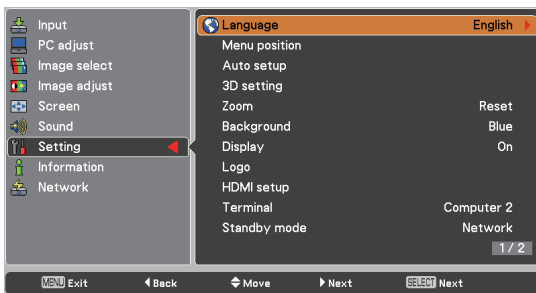 Input
PC adjust
Image select
Image adjust
Screen
Sound
Setting
Information
Network
Language English
Menu position
Auto setup
3D setting
Zoom Reset
Background Blue
Display On
Logo
HDMI setup
Terminal Computer 2
Standby mode Network
1 / 2
MENU Exit Back Move Next SELECT Next